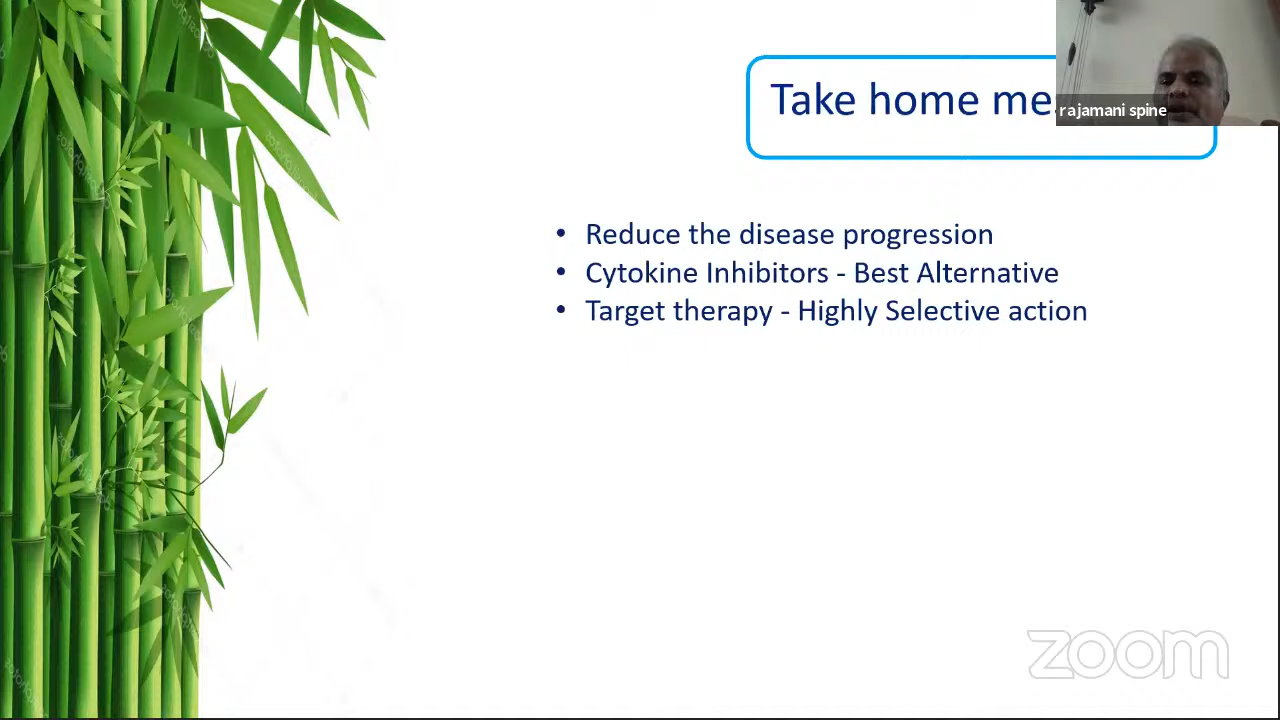 Take home me
rajamani spine
• Reduce the disease progression
• Cytokine Inhibitors - Best Alternative
• Target therapy - Highly Selective action
zoom